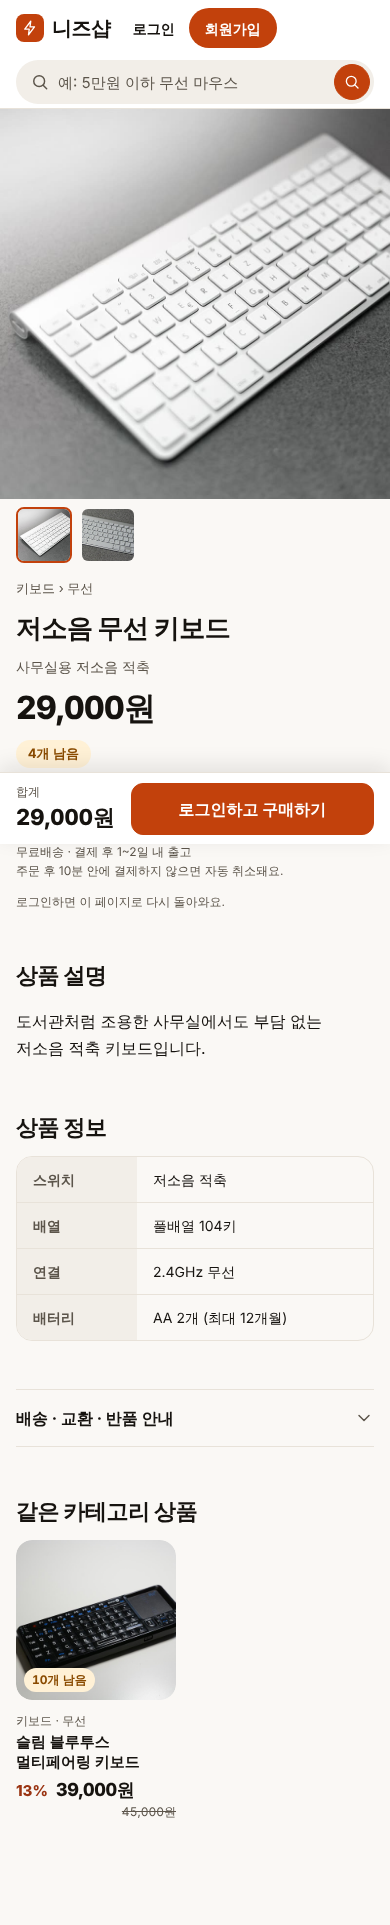 니즈샵
로그인
회원가입
예: 5만원 이하 무선 마우스
키보드 › 무선
저소음 무선 키보드
사무실용 저소음 적축
29,000원
4개 남음
합계
29,000원
로그인하고 구매하기
무료배송 · 결제 후 1~2일 내 출고
주문 후 10분 안에 결제하지 않으면 자동 취소돼요.
로그인하면 이 페이지로 다시 돌아와요.
상품 설명
도서관처럼 조용한 사무실에서도 부담 없는
저소음 적축 키보드입니다.
상품 정보
스위치 저소음 적축
배열 풀배열 104키
연결 2.4GHz 무선
배터리 AA 2개 (최대 12개월)
배송 · 교환 · 반품 안내
같은 카테고리 상품
10개 남음
키보드 · 무선
슬림 블루투스
멀티페어링 키보드
13% 39,000원
45,000원